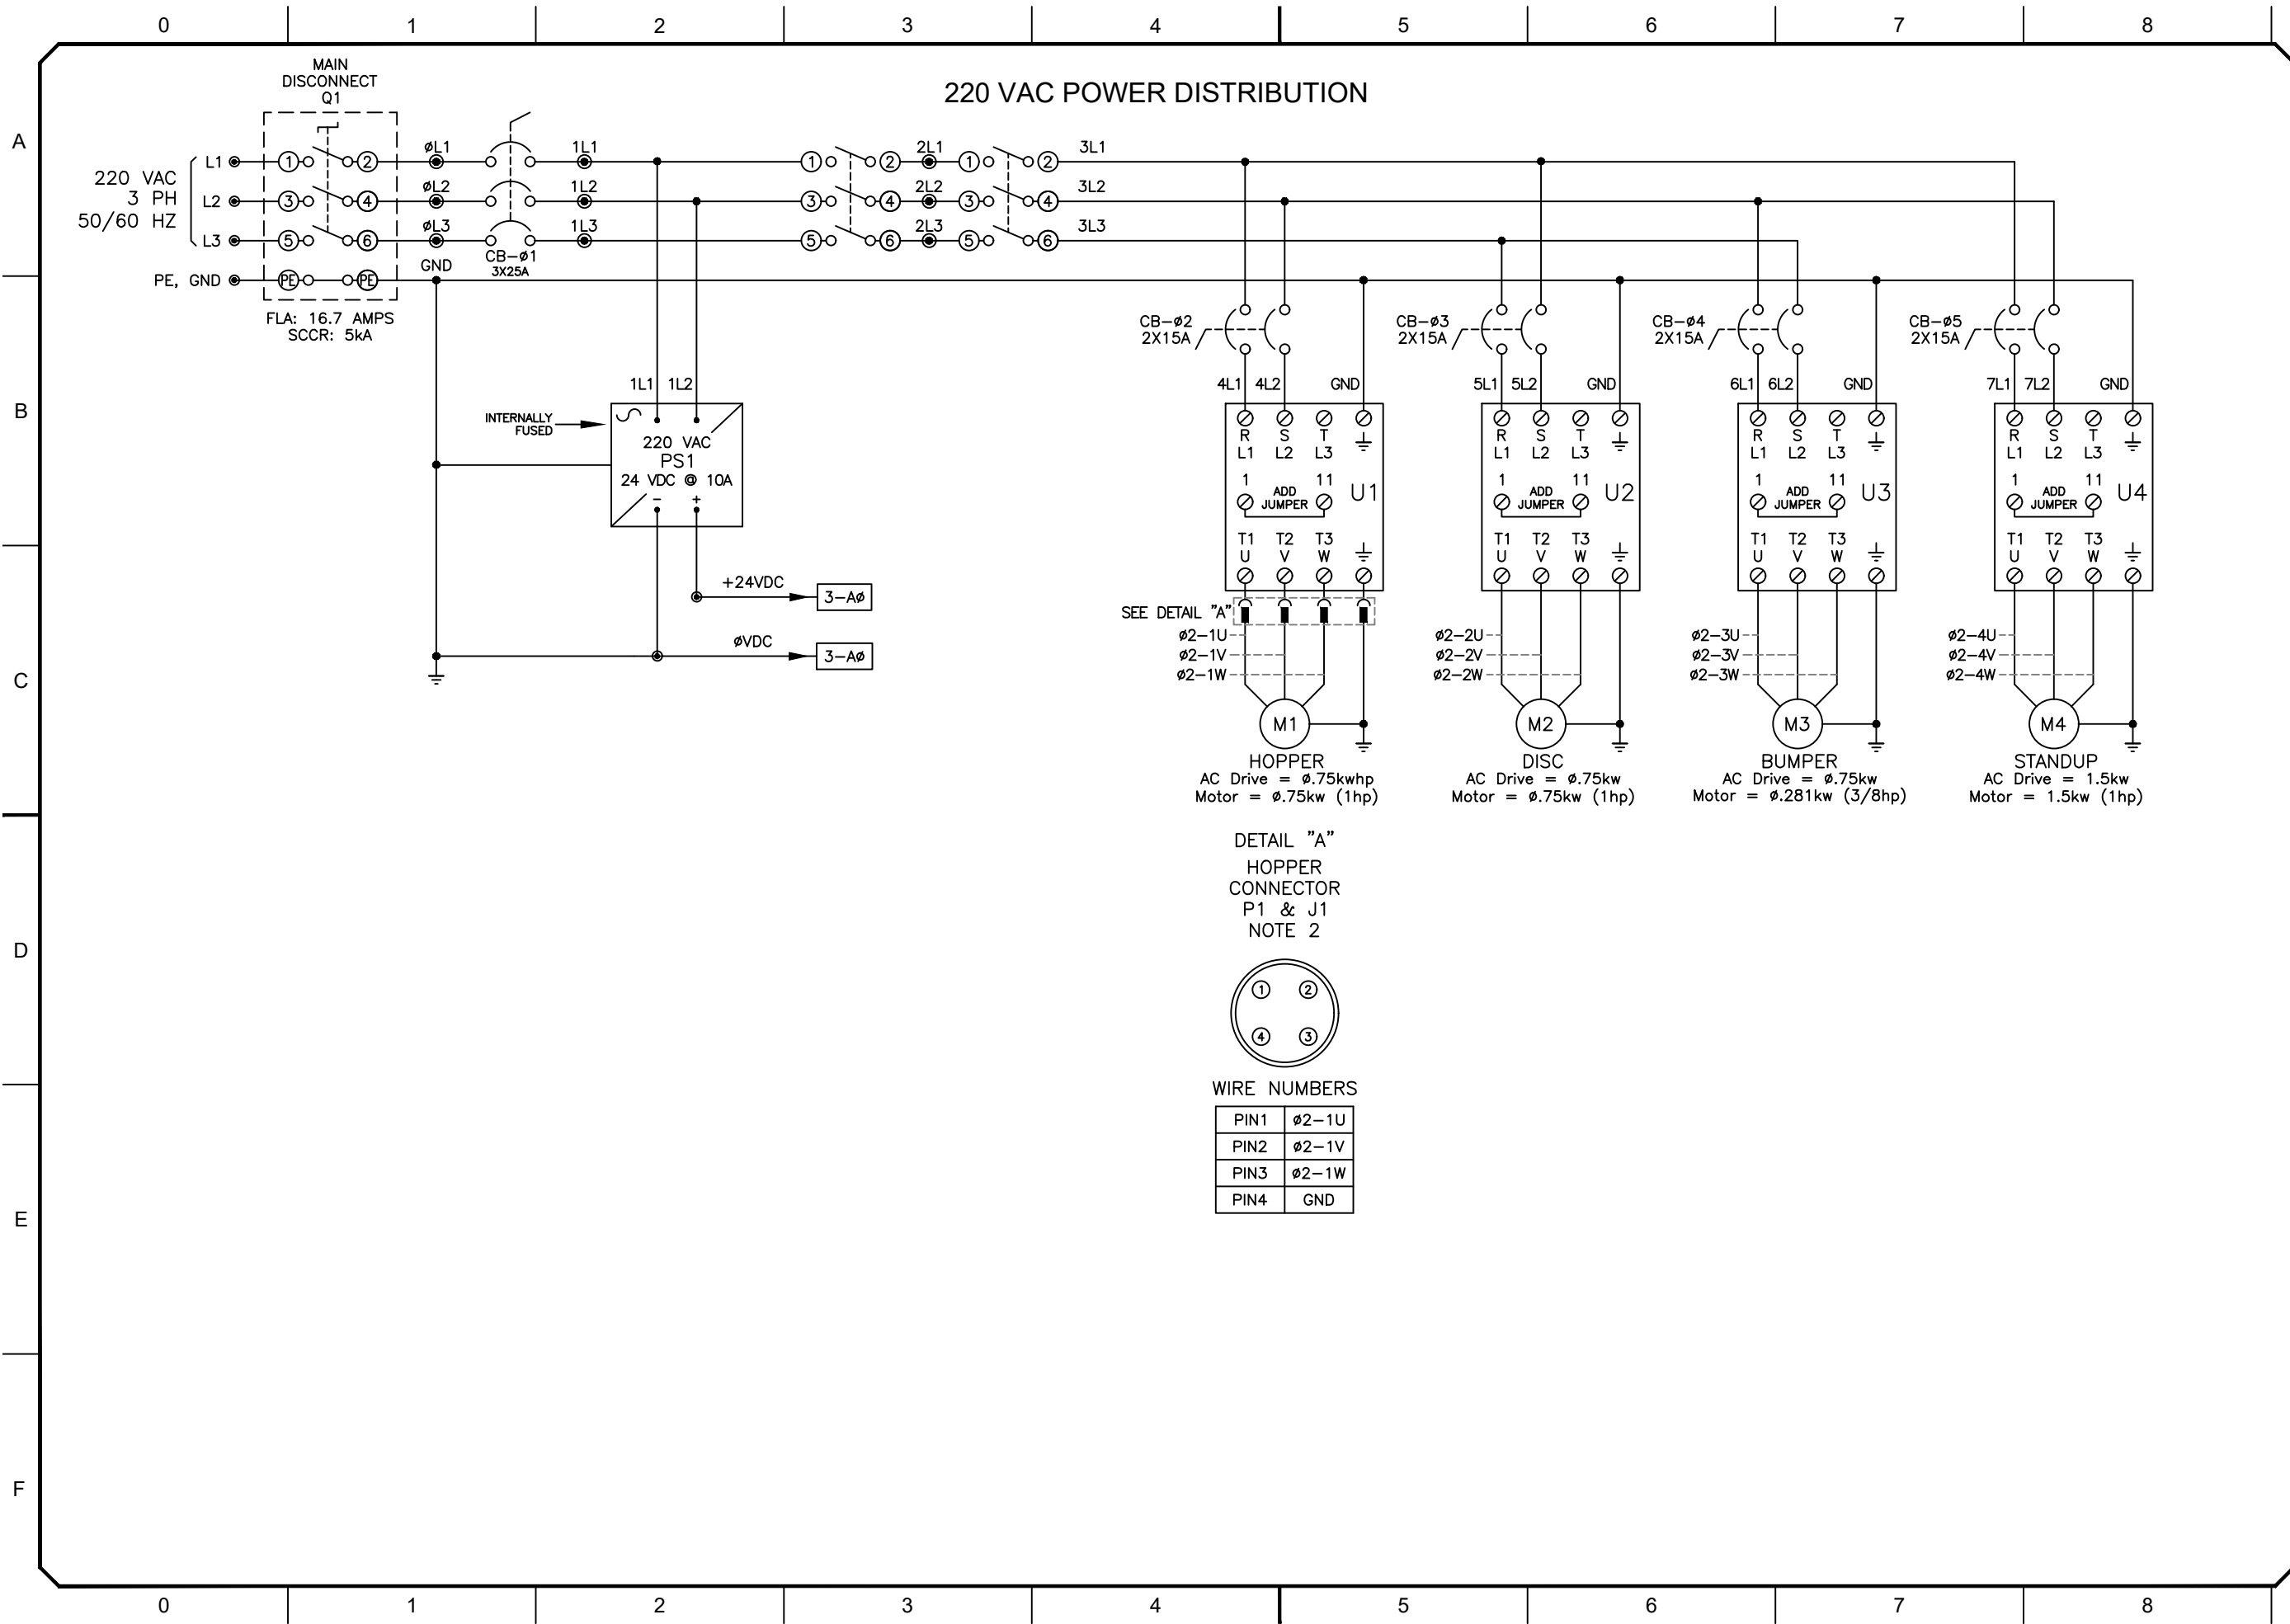 0 1 2 3 4 5 6 7 8
A
B
C
D
E
F
220 VAC POWER DISTRIBUTION
MAIN
DISCONNECT
Q1
220 VAC
3 PH
50/60 HZ
L1
L2
L3
PE, GND
1 2
3 4
5 6
PE PE
FLA: 16.7 AMPS
SCCR: 5kA
øL1
øL2
øL3
GND
CB-ø1
3X25A
1L1
1L2
1L3
1 2
3 4
5 6
2L1
2L2
2L3
1 2
3 4
5 6
3L1
3L2
3L3
1L1 1L2
INTERNALLY
FUSED
220 VAC
PS1
24 VDC @ 10A
- +
+24VDC
3-Aø
øVDC
3-Aø
CB-ø2
2X15A
4L1 4L2 GND
R S T
L1 L2 L3
1 11
ADD
JUMPER
U1
T1 T2 T3
U V W
SEE DETAIL "A"
ø2-1U
ø2-1V
ø2-1W
M1
HOPPER
AC Drive = ø.75kwhp
Motor = ø.75kw (1hp)
CB-ø3
2X15A
5L1 5L2 GND
R S T
L1 L2 L3
1 11
ADD
JUMPER
U2
T1 T2 T3
U V W
ø2-2U
ø2-2V
ø2-2W
M2
DISC
AC Drive = ø.75kw
Motor = ø.75kw (1hp)
CB-ø4
2X15A
6L1 6L2 GND
R S T
L1 L2 L3
1 11
ADD
JUMPER
U3
T1 T2 T3
U V W
ø2-3U
ø2-3V
ø2-3W
M3
BUMPER
AC Drive = ø.75kw
Motor = ø.281kw (3/8hp)
CB-ø5
2X15A
7L1 7L2 GND
R S T
L1 L2 L3
1 11
ADD
JUMPER
U4
T1 T2 T3
U V W
ø2-4U
ø2-4V
ø2-4W
M4
STANDUP
AC Drive = 1.5kw
Motor = 1.5kw (1hp)
DETAIL "A"
HOPPER
CONNECTOR
P1 & J1
NOTE 2
1 2
4 3
WIRE NUMBERS
PIN1 ø2-1U
PIN2 ø2-1V
PIN3 ø2-1W
PIN4 GND
0 1 2 3 4 5 6 7 8